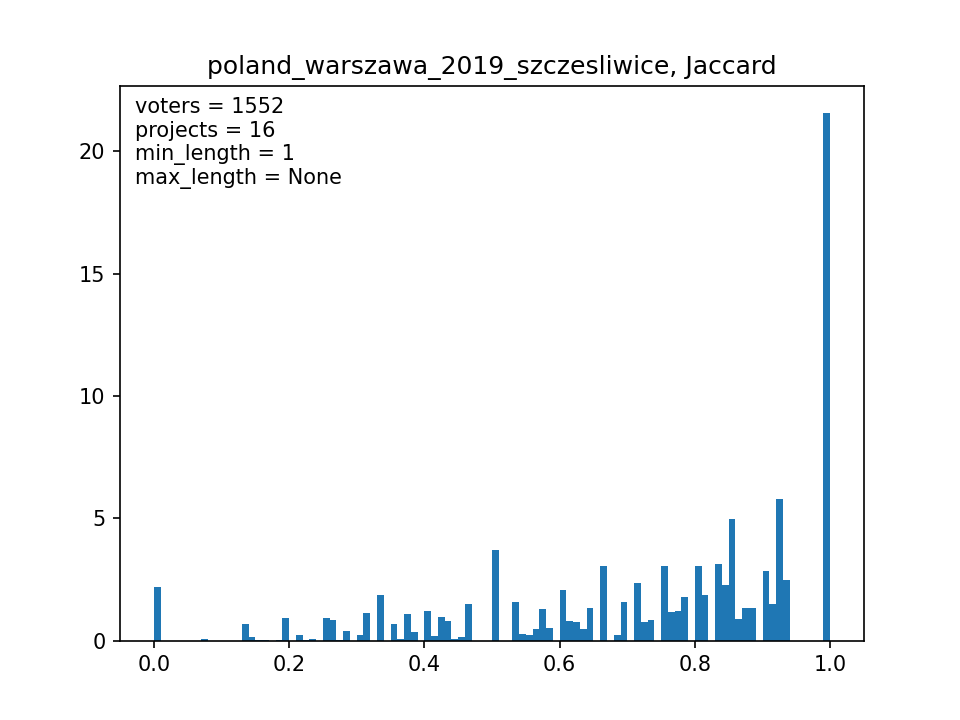 poland_warszawa_2019_szczesliwice, Jaccard
voters = 1552
projects = 16
min_length = 1
max_length = None
20
15
10
5
0
0.0 0.2 0.4 0.6 0.8 1.0